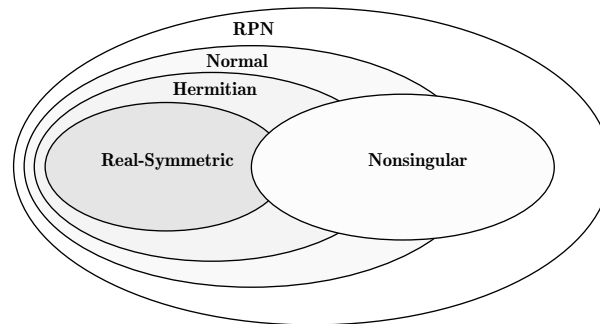 RPN
Normal
Hermitian
Real-Symmetric
Nonsingular